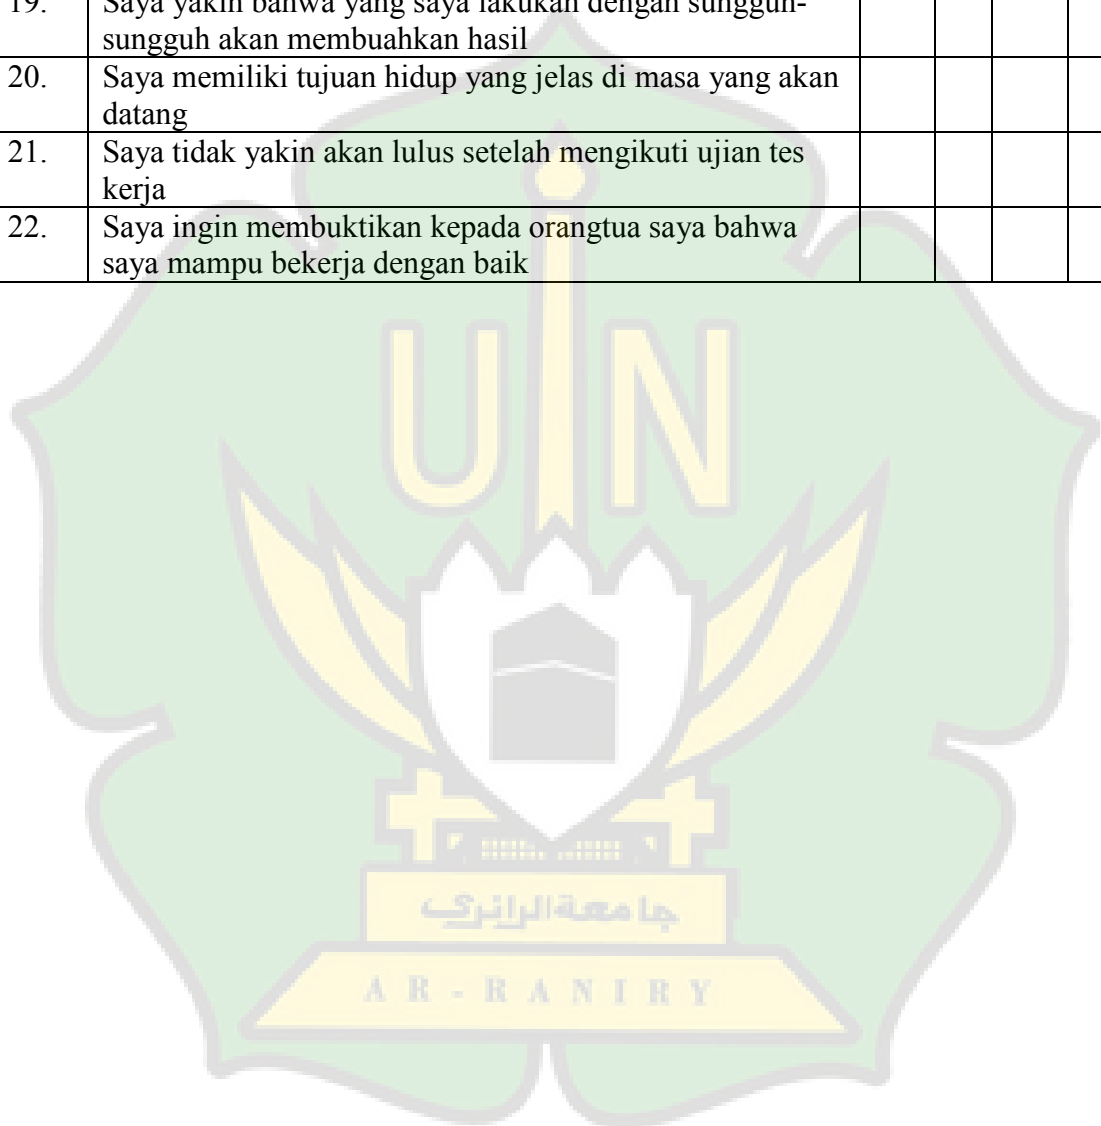 19. Saya yakin bahwa yang saya lakukan dengan sungguh-
sungguh akan membuahkan hasil
20. Saya memiliki tujuan hidup yang jelas di masa yang akan
datang
21. Saya tidak yakin akan lulus setelah mengikuti ujian tes
kerja
22. Saya ingin membuktikan kepada orangtua saya bahwa
saya mampu bekerja dengan baik
UIN
جامعة الرانري
AR-RANIRY